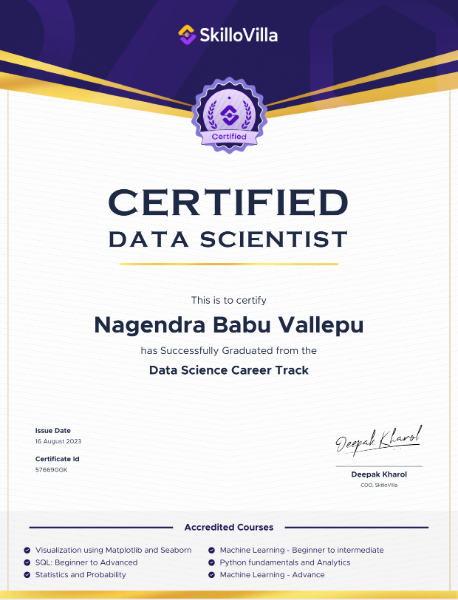 SkilloVilla
Certified
CERTIFIED
DATA SCIENTIST
This is to certify
Nagendra Babu Vallepu
has Successfully Graduated from the
Data Science Career Track
Issue Date
16 August 2023
Certificate Id
576690GK
Deepak Kharol
Deepak Kharol
COO, SkilloVilla
Accredited Courses
Visualization using Matplotlib and Seaborn
Machine Learning - Beginner to intermediate
SQL: Beginner to Advanced
Python fundamentals and Analytics
Statistics and Probability
Machine Learning - Advance